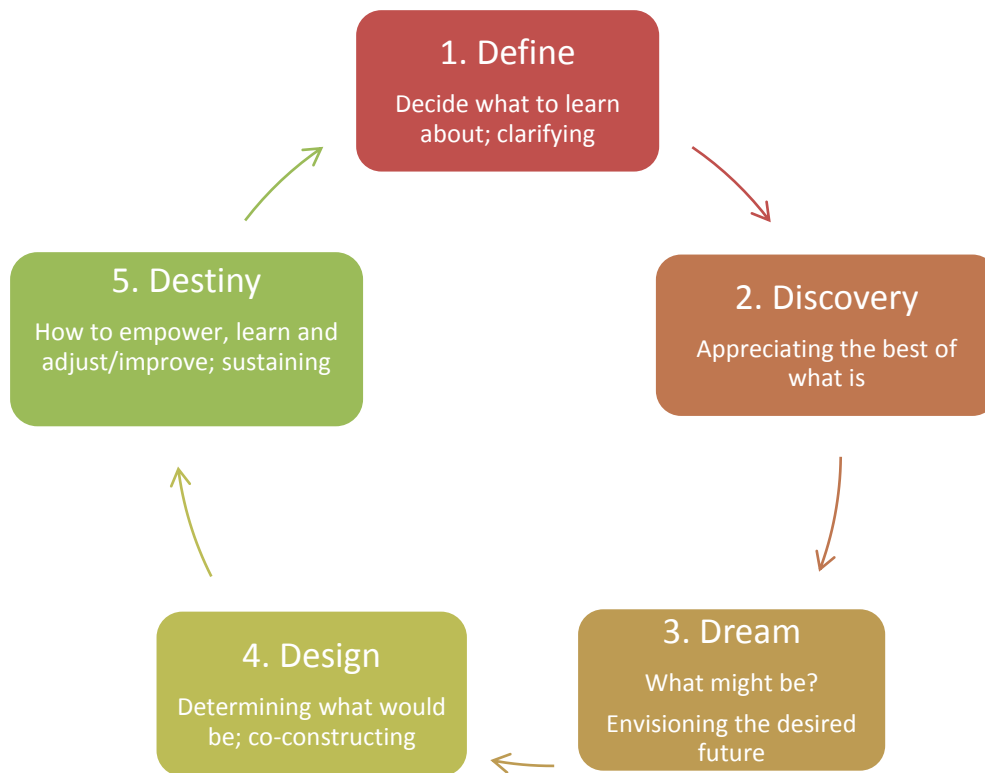 1. Define
Decide what to learn
about; clarifying
2. Discovery
Appreciating the best of
what is
3. Dream
What might be?
Envisioning the desired
future
4. Design
Determining what would
be; co-constructing
5. Destiny
How to empower, learn and
adjust/improve; sustaining